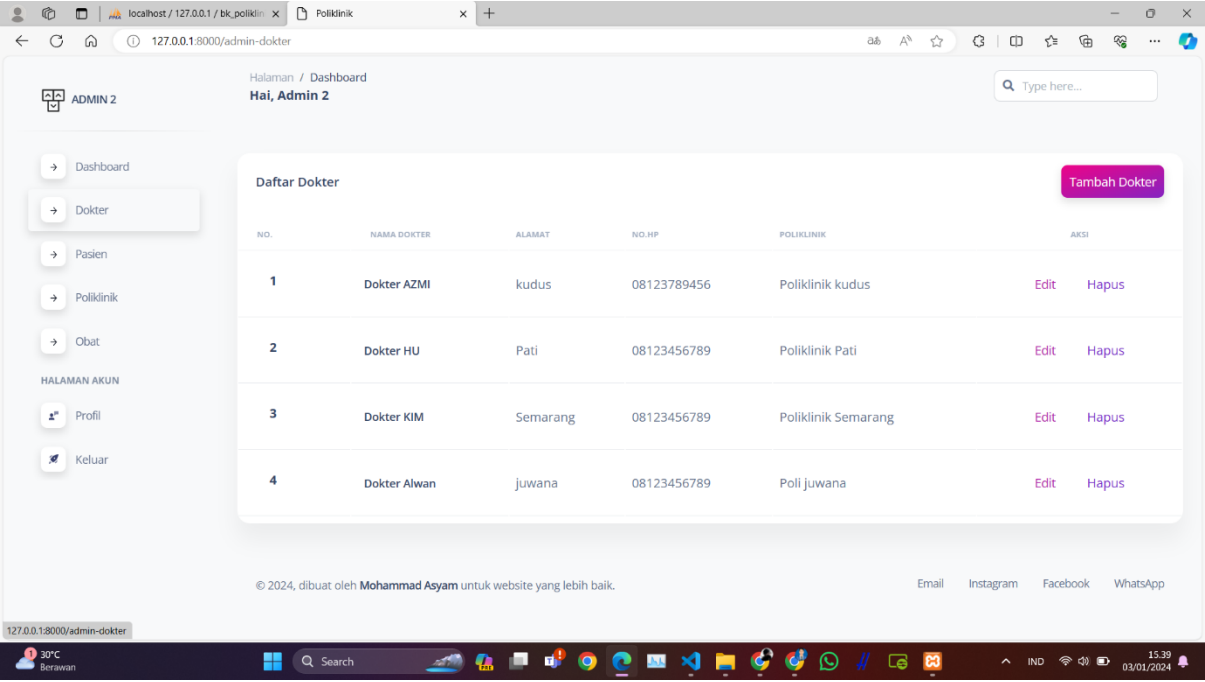 localhost / 127.0.0.1 / bk_poliklin
Poliklinik
127.0.0.1:8000/admin-dokter
ADMIN 2
Halaman / Dashboard
Hai, Admin 2
Type here...
Dashboard
Dokter
Pasien
Poliklinik
Obat
HALAMAN AKUN
Profil
Keluar
Daftar Dokter
Tambah Dokter
NO. NAMA DOKTER ALAMAT NO.HP POLIKLINIK AKSI
1 Dokter AZMI kudus 08123789456 Poliklinik kudus Edit Hapus
2 Dokter HU Pati 08123456789 Poliklinik Pati Edit Hapus
3 Dokter KIM Semarang 08123456789 Poliklinik Semarang Edit Hapus
4 Dokter Alwan juwana 08123456789 Poli juwana Edit Hapus
© 2024, dibuat oleh Mohammad Asyam untuk website yang lebih baik.
Email Instagram Facebook WhatsApp
127.0.0.1:8000/admin-dokter
1
30°C
Berawan
Search
PRE
IND
15.39
03/01/2024